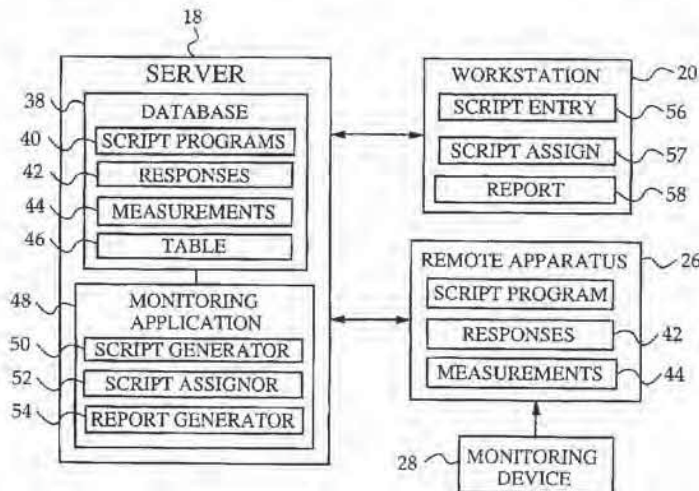 18
SERVER
38
DATABASE
40
SCRIPT PROGRAMS
42
RESPONSES
44
MEASUREMENTS
46
TABLE
48
MONITORING
APPLICATION
50
SCRIPT GENERATOR
52
SCRIPT ASSIGNOR
54
REPORT GENERATOR
WORKSTATION
20
SCRIPT ENTRY
56
SCRIPT ASSIGN
57
REPORT
58
REMOTE APPARATUS
26
SCRIPT PROGRAM
RESPONSES
42
MEASUREMENTS
44
28
MONITORING
DEVICE